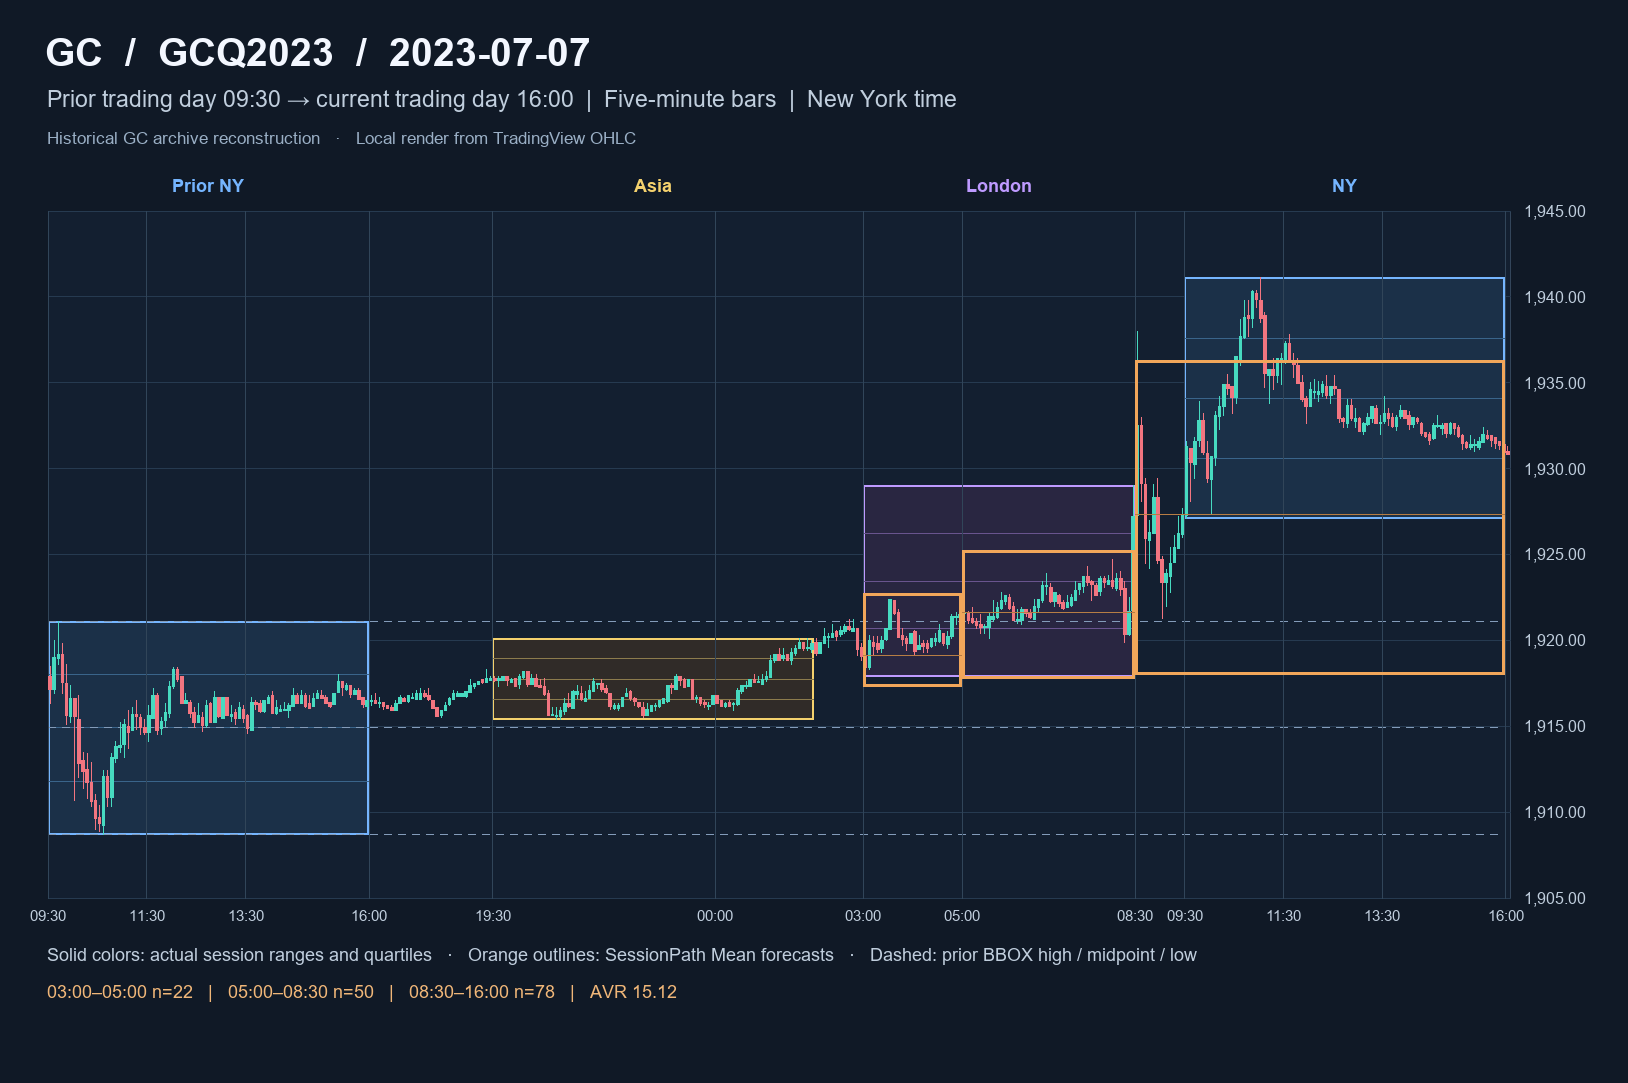 GC / GCQ2023 / 2023-07-07
Prior trading day 09:30 → current trading day 16:00 | Five-minute bars | New York time
Historical GC archive reconstruction · Local render from TradingView OHLC
Prior NY Asia London NY
1,945.00
1,940.00
1,935.00
1,930.00
1,925.00
1,920.00
1,915.00
1,910.00
1,905.00
09:30 11:30 13:30 16:00 19:30 00:00 03:00 05:00 08:30 09:30 11:30 13:30 16:00
Solid colors: actual session ranges and quartiles · Orange outlines: SessionPath Mean forecasts · Dashed: prior BBOX high / midpoint / low
03:00–05:00 n=22 | 05:00–08:30 n=50 | 08:30–16:00 n=78 | AVR 15.12